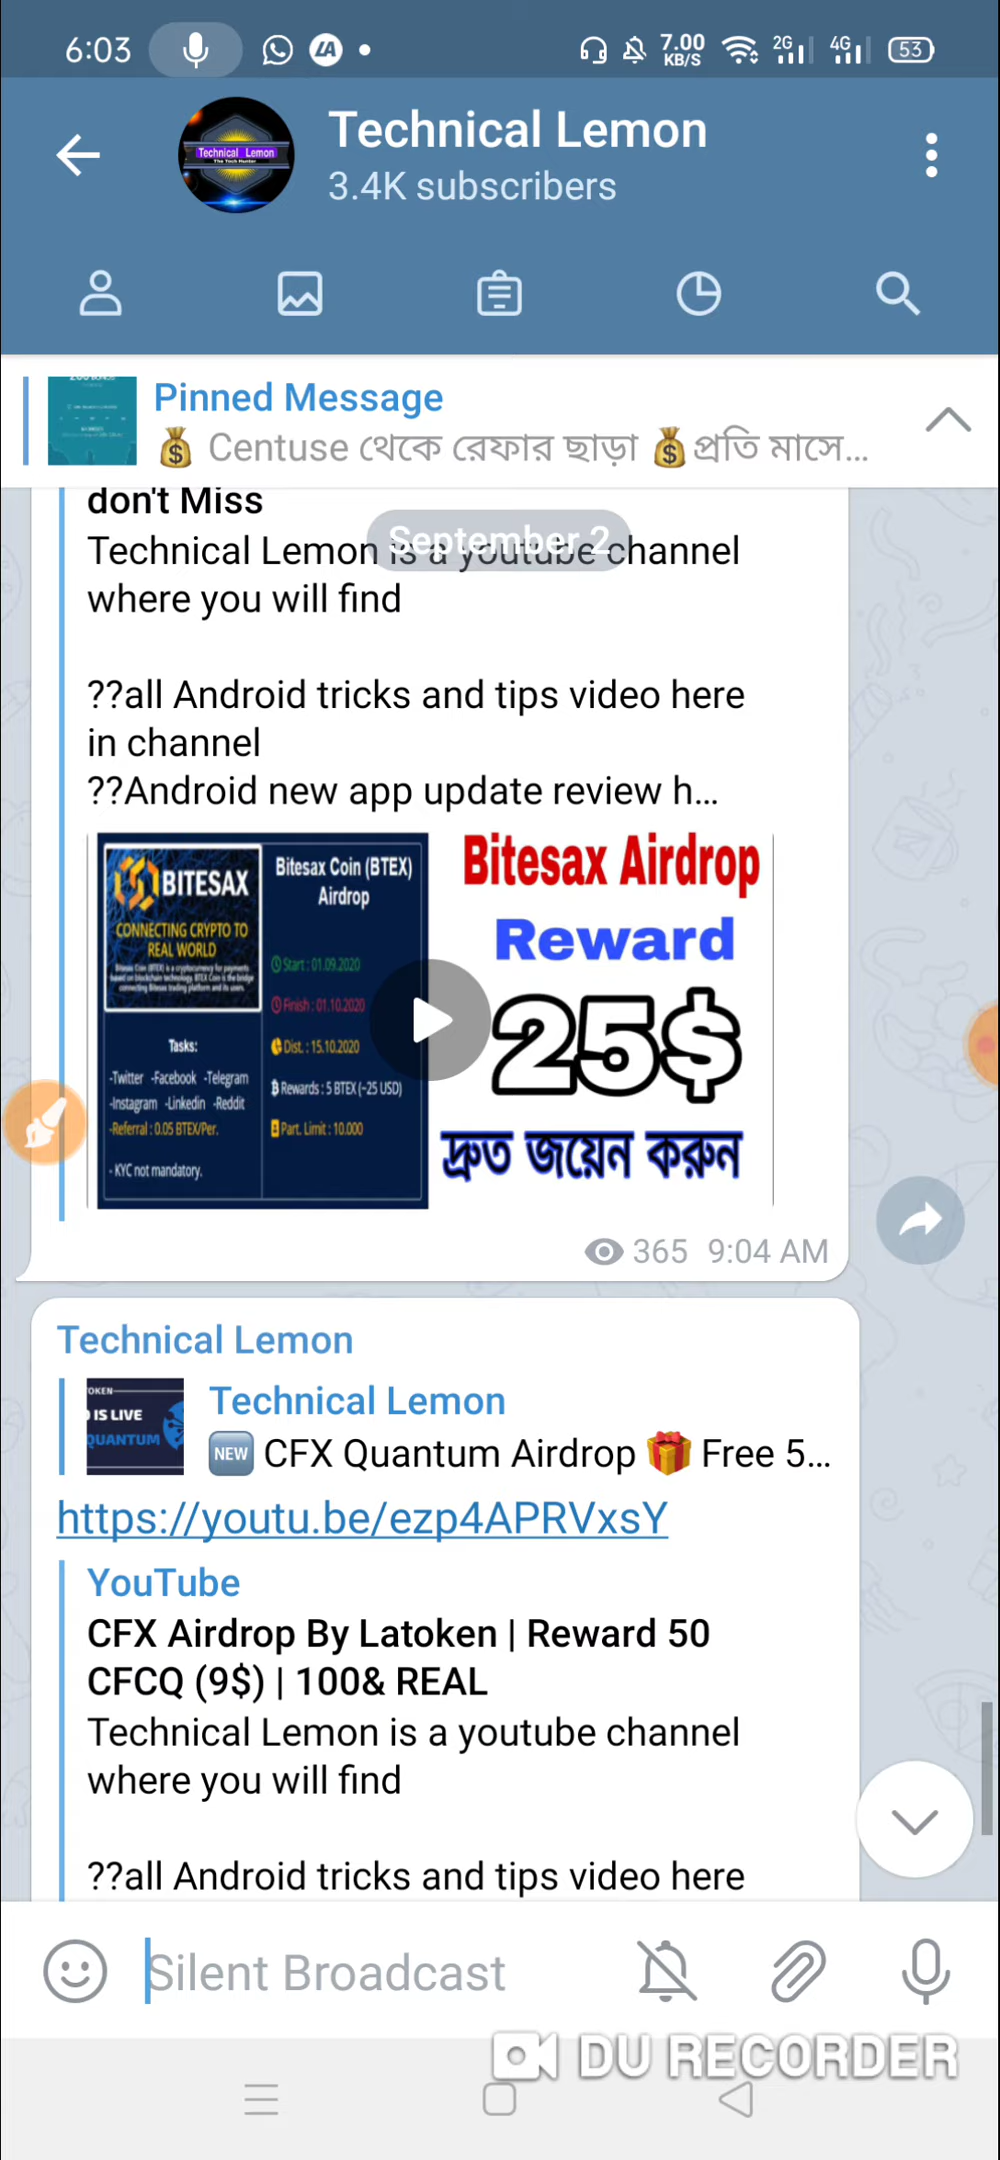 6:03
7.00
KB/S
2G
4G
53
Technical Lemon
Technical Lemon
3.4K subscribers
Pinned Message
💰 Centuse থেকে রেফার ছাড়া 💰প্রতি মাসে...
don't Miss
September 2
Technical Lemon is a youtube channel
where you will find
??all Android tricks and tips video here
in channel
??Android new app update review h...
BITESAX
CONNECTING CRYPTO TO
REAL WORLD
Tasks:
-Twitter -Facebook -Telegram
-Instagram -Linkedin -Reddit
-Referral : 0.05 BTEX/Per.
- KYC not mandatory.
Bitesax Coin (BTEX)
Airdrop
Start : 01.09.2020
Finish : 01.10.2020
Dist. : 15.10.2020
Rewards : 5 BTEX (~25 USD)
Part. Limit : 10.000
Bitesax Airdrop
Reward
25$
দ্রুত জয়েন করুন
365 9:04 AM
Technical Lemon
OKEN
IS LIVE
QUANTUM
Technical Lemon
🆕 CFX Quantum Airdrop 🎁 Free 5...
https://youtu.be/ezp4APRVxsY
YouTube
CFX Airdrop By Latoken | Reward 50
CFCQ (9$) | 100& REAL
Technical Lemon is a youtube channel
where you will find
??all Android tricks and tips video here
Silent Broadcast
DU RECORDER